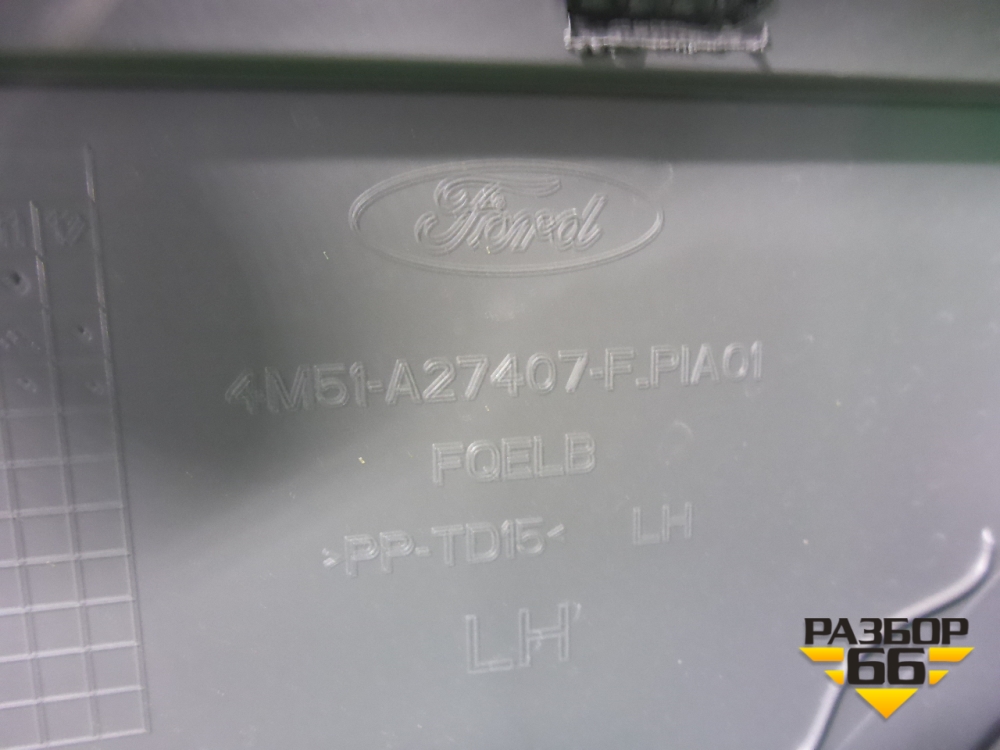 Ford
4M51-A27407-F.PIA01
FQELB
>PP-TD15< LH
LH
РАЗБОР
66